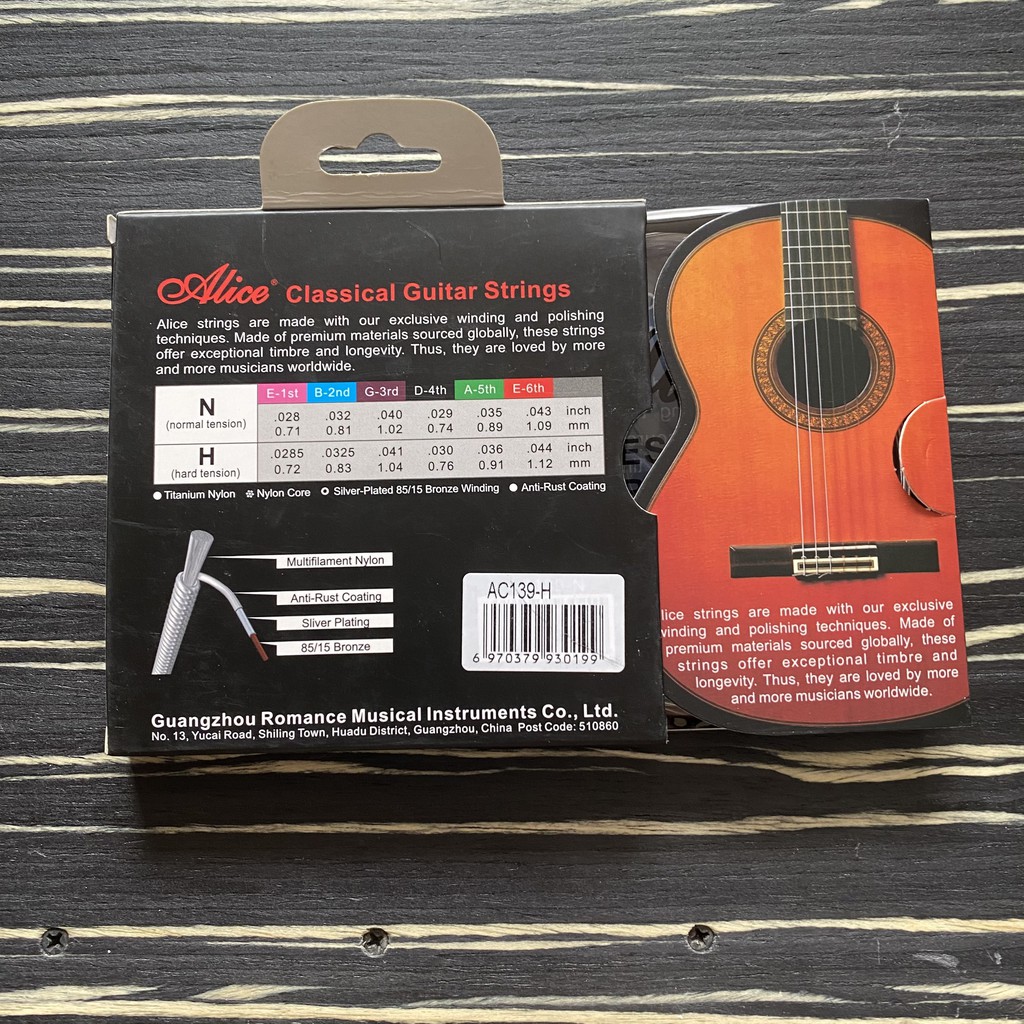 Alice® Classical Guitar Strings
Alice strings are made with our exclusive winding and polishing
techniques. Made of premium materials sourced globally, these strings
offer exceptional timbre and longevity. Thus, they are loved by more
and more musicians worldwide.
E-1st B-2nd G-3rd D-4th A-5th E-6th
N .028 .032 .040 .029 .035 .043 inch
(normal tension) 0.71 0.81 1.02 0.74 0.89 1.09 mm
H .0285 .0325 .041 .030 .036 .044 inch
(hard tension) 0.72 0.83 1.04 0.76 0.91 1.12 mm
Titanium Nylon Nylon Core Silver-Plated 85/15 Bronze Winding Anti-Rust Coating
Multifilament Nylon
Anti-Rust Coating
Sliver Plating
85/15 Bronze
AC139-H
6 970379 930199
Guangzhou Romance Musical Instruments Co., Ltd.
No. 13, Yucai Road, Shiling Town, Huadu District, Guangzhou, China Post Code: 510860
ES
lice strings are made with our exclusive
winding and polishing techniques. Made of
premium materials sourced globally, these
strings offer exceptional timbre and
longevity. Thus, they are loved by more
and more musicians worldwide.